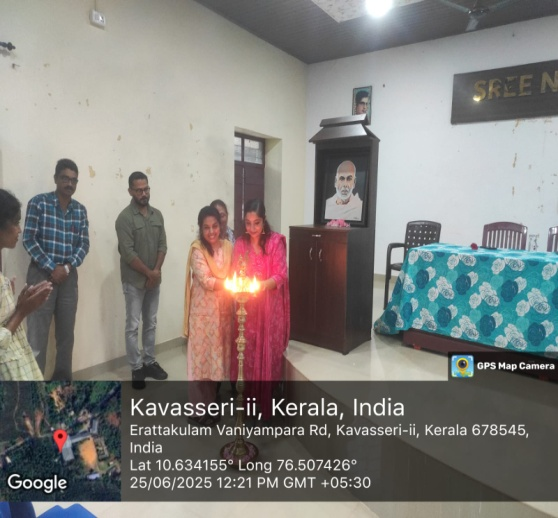 SREE N
GPS Map Camera
Kavasseri-ii, Kerala, India
Erattakulam Vaniyampara Rd, Kavasseri-ii, Kerala 678545,
India
Lat 10.634155° Long 76.507426°
25/06/2025 12:21 PM GMT +05:30
Google